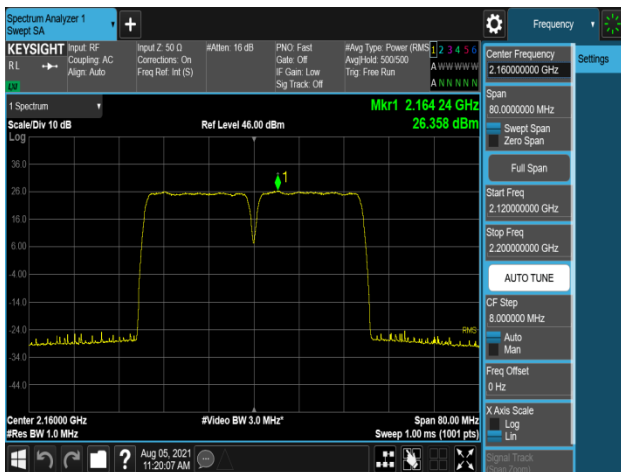 Spectrum Analyzer 1
Swept SA
+
Frequency
KEYSIGHT
RL
LXI
Input: RF
Coupling: AC
Align: Auto
Input Z: 50 Ω
Corrections: On
Freq Ref: Int (S)
#Atten: 16 dB
PNO: Fast
Gate: Off
IF Gain: Low
Sig Track: Off
#Avg Type: Power (RMS
Avg|Hold: 500/500
Trig: Free Run
1 2 3 4 5 6
A W W W W W
A N N N N N
1 Spectrum
Scale/Div 10 dB
Log
Ref Level 46.00 dBm
Mkr1 2.164 24 GHz
26.358 dBm
36.0
26.0
16.0
6.00
-4.00
-14.0
-24.0
-34.0
-44.0
1
RMS
Center 2.16000 GHz
#Res BW 1.0 MHz
#Video BW 3.0 MHz*
Span 80.00 MHz
Sweep 1.00 ms (1001 pts)
Aug 05, 2021
11:20:07 AM
?
Center Frequency
2.160000000 GHz
Settings
Span
80.0000000 MHz
Swept Span
Zero Span
Full Span
Start Freq
2.120000000 GHz
Stop Freq
2.200000000 GHz
AUTO TUNE
CF Step
8.000000 MHz
Auto
Man
Freq Offset
0 Hz
X Axis Scale
Log
Lin
Signal Track
(Span Zoom)